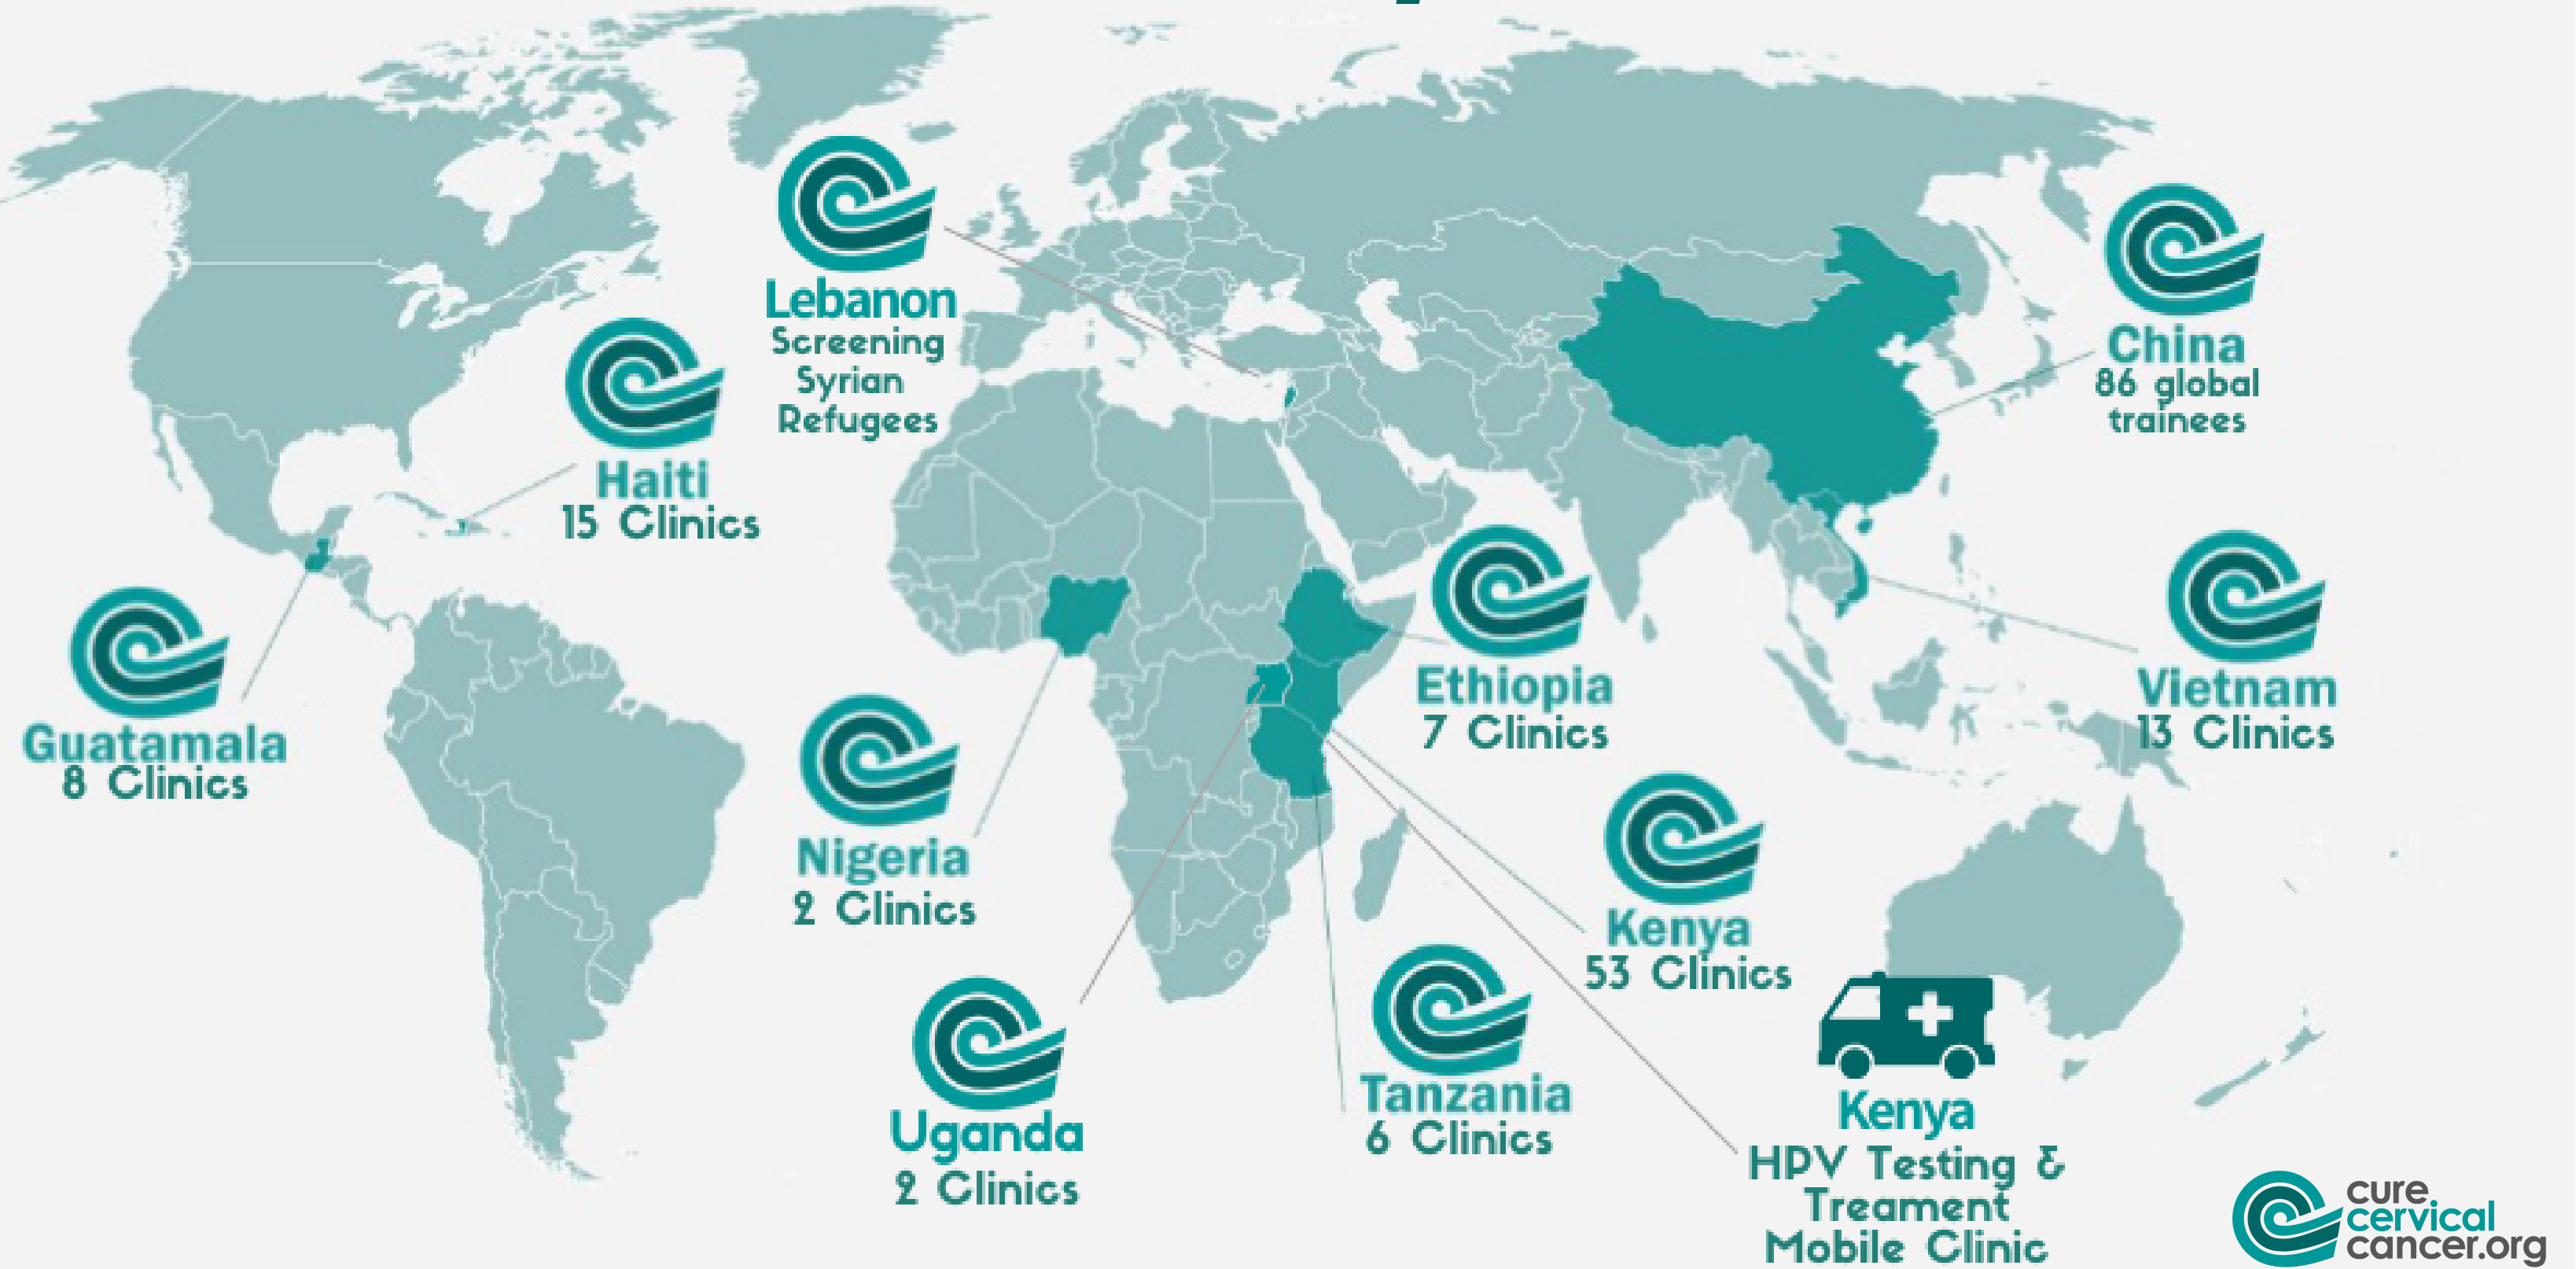 Lebanon
Screening
Syrian
Refugees
China
86 global
trainees
Haiti
15 Clinics
Guatamala
8 Clinics
Ethiopia
7 Clinics
Vietnam
13 Clinics
Nigeria
2 Clinics
Kenya
53 Clinics
Uganda
2 Clinics
Tanzania
6 Clinics
Kenya
HPV Testing &
Treament
Mobile Clinic
cure
cervical
cancer.org